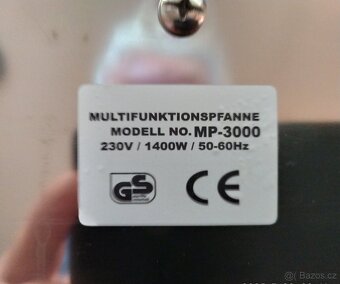 MULTIFUNKTIONSPFANNE
MODELL NO. MP-3000
230V / 1400W / 50-60Hz
GS CE
Bazos.cz